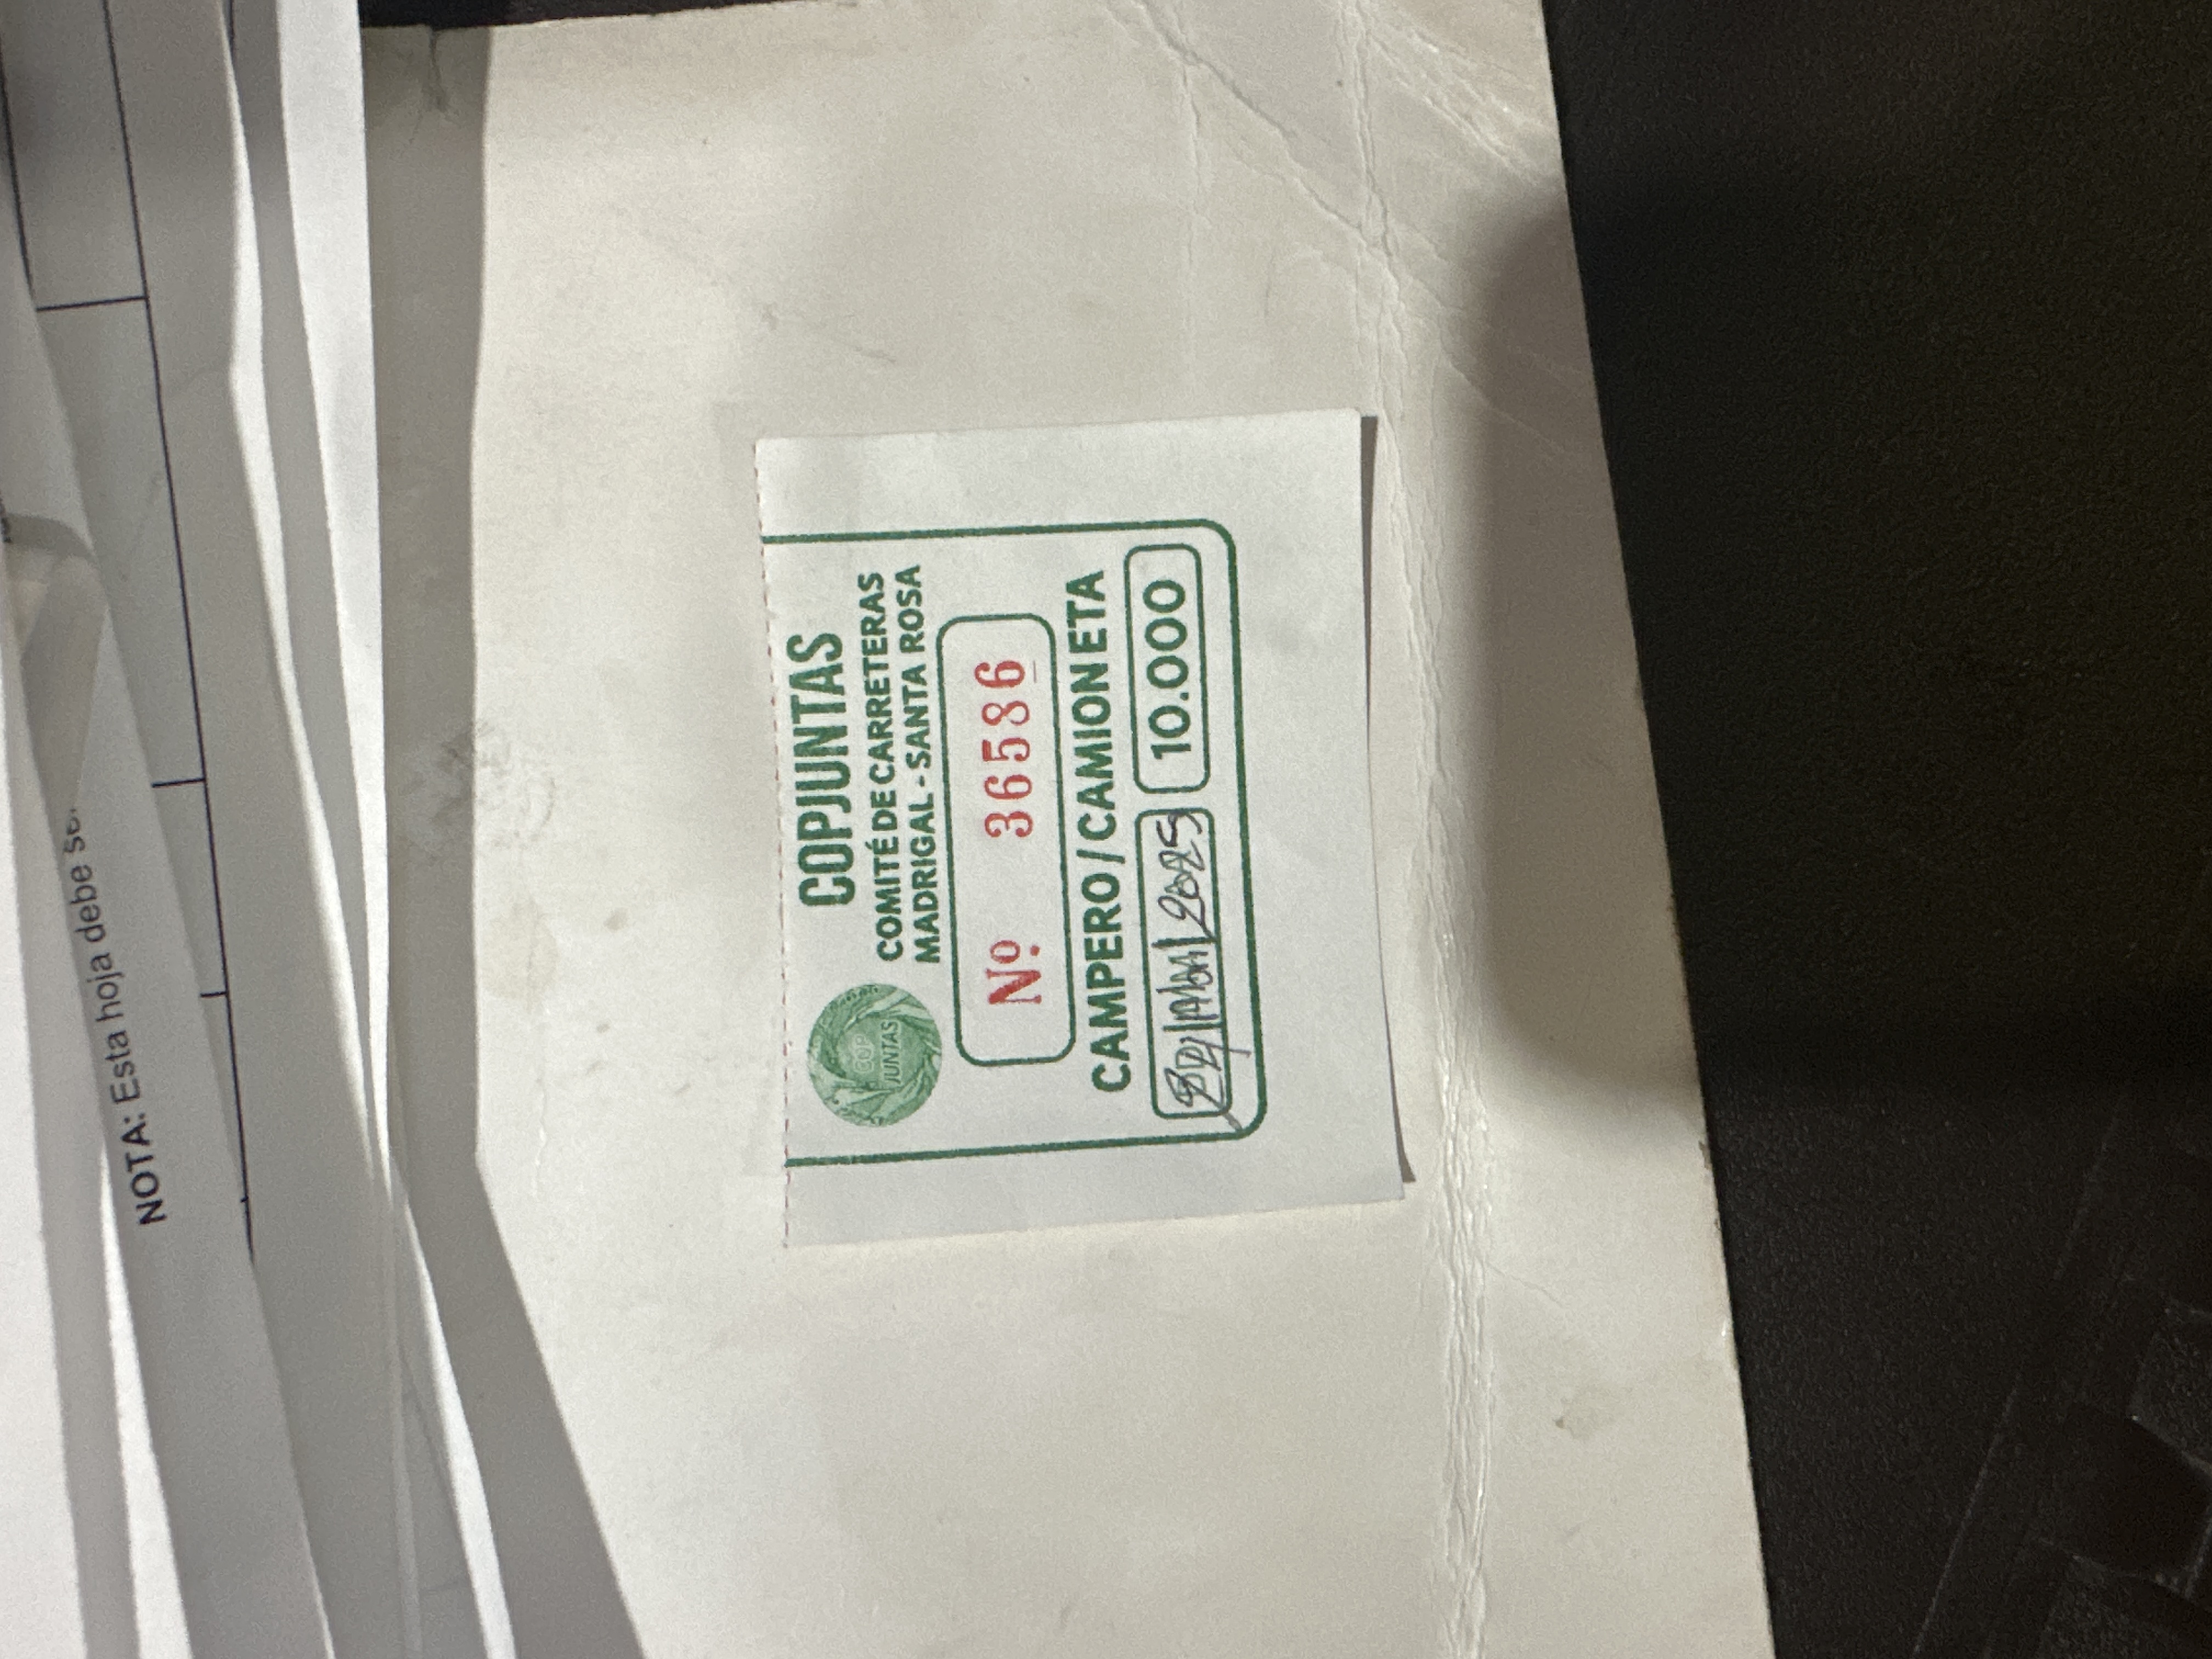 COPJUNTAS
COMITÉ DE CARRETERAS
MADRIGAL - SANTA ROSA
COP
JUNTAS
Nº 36586
CAMPERO / CAMIONETA
2025
10.000
NOTA: Esta hoja debe